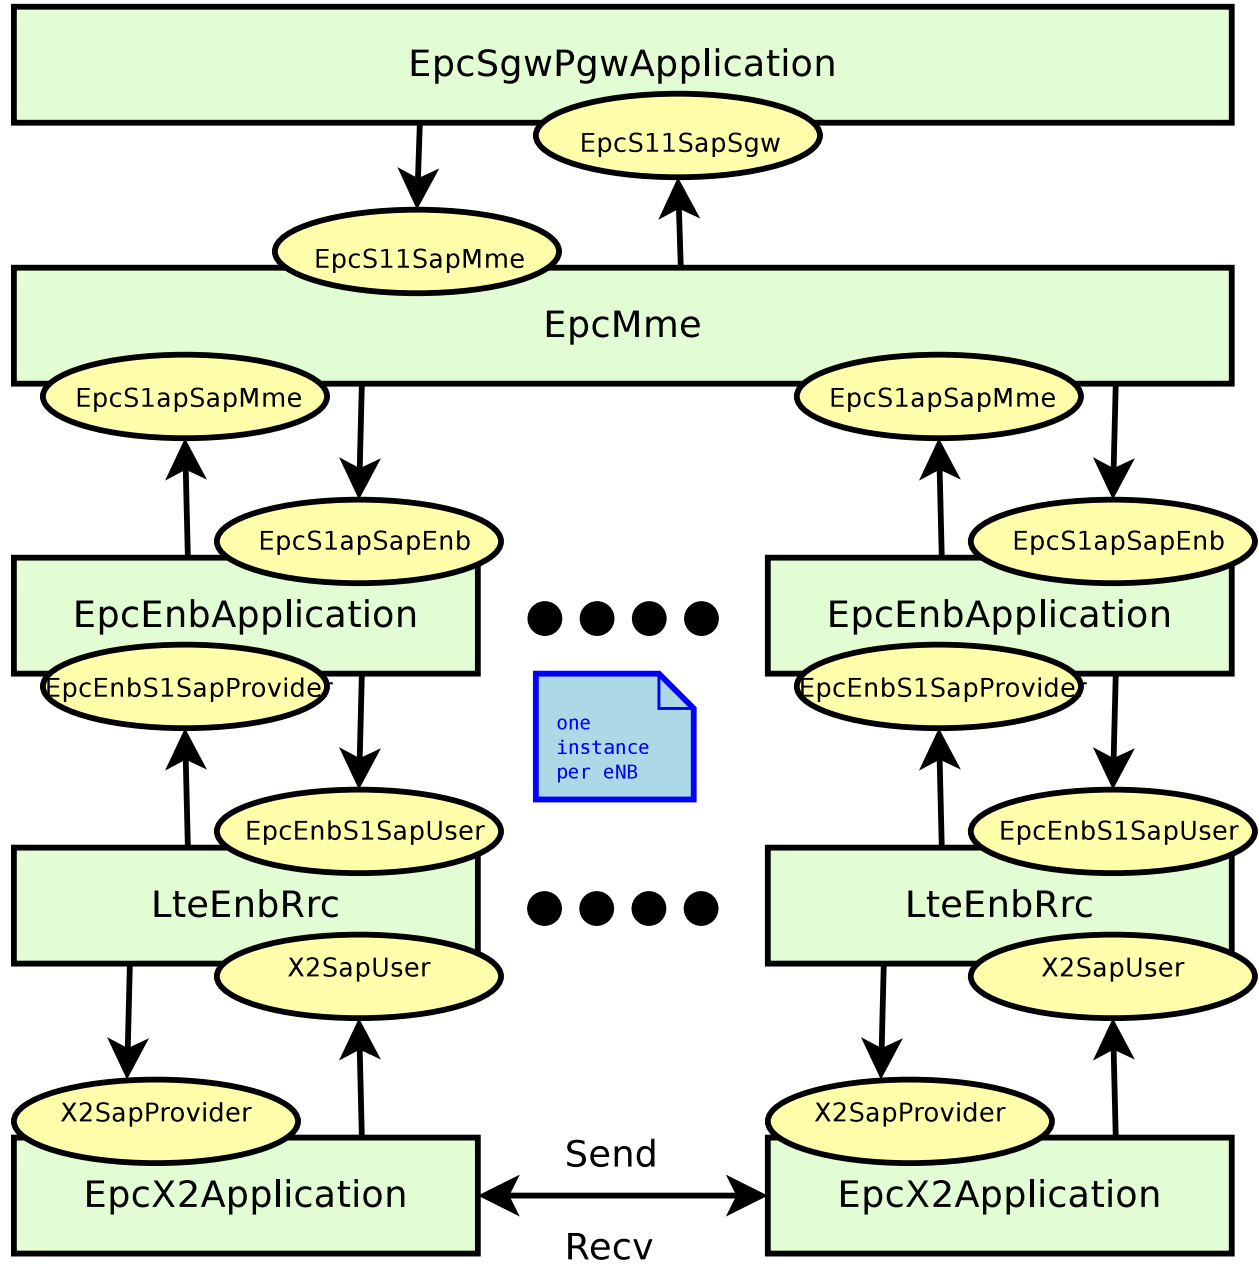 EpcSgwPgwApplication
EpcS11SapSgw
EpcS11SapMme
EpcMme
EpcS1apSapMme
EpcS1apSapMme
EpcS1apSapEnb
EpcS1apSapEnb
EpcEnbApplication
EpcEnbApplication
EpcEnbS1SapProvider
EpcEnbS1SapProvider
one
instance
per eNB
EpcEnbS1SapUser
EpcEnbS1SapUser
LteEnbRrc
LteEnbRrc
X2SapUser
X2SapUser
X2SapProvider
X2SapProvider
Send
EpcX2Application
EpcX2Application
Recv